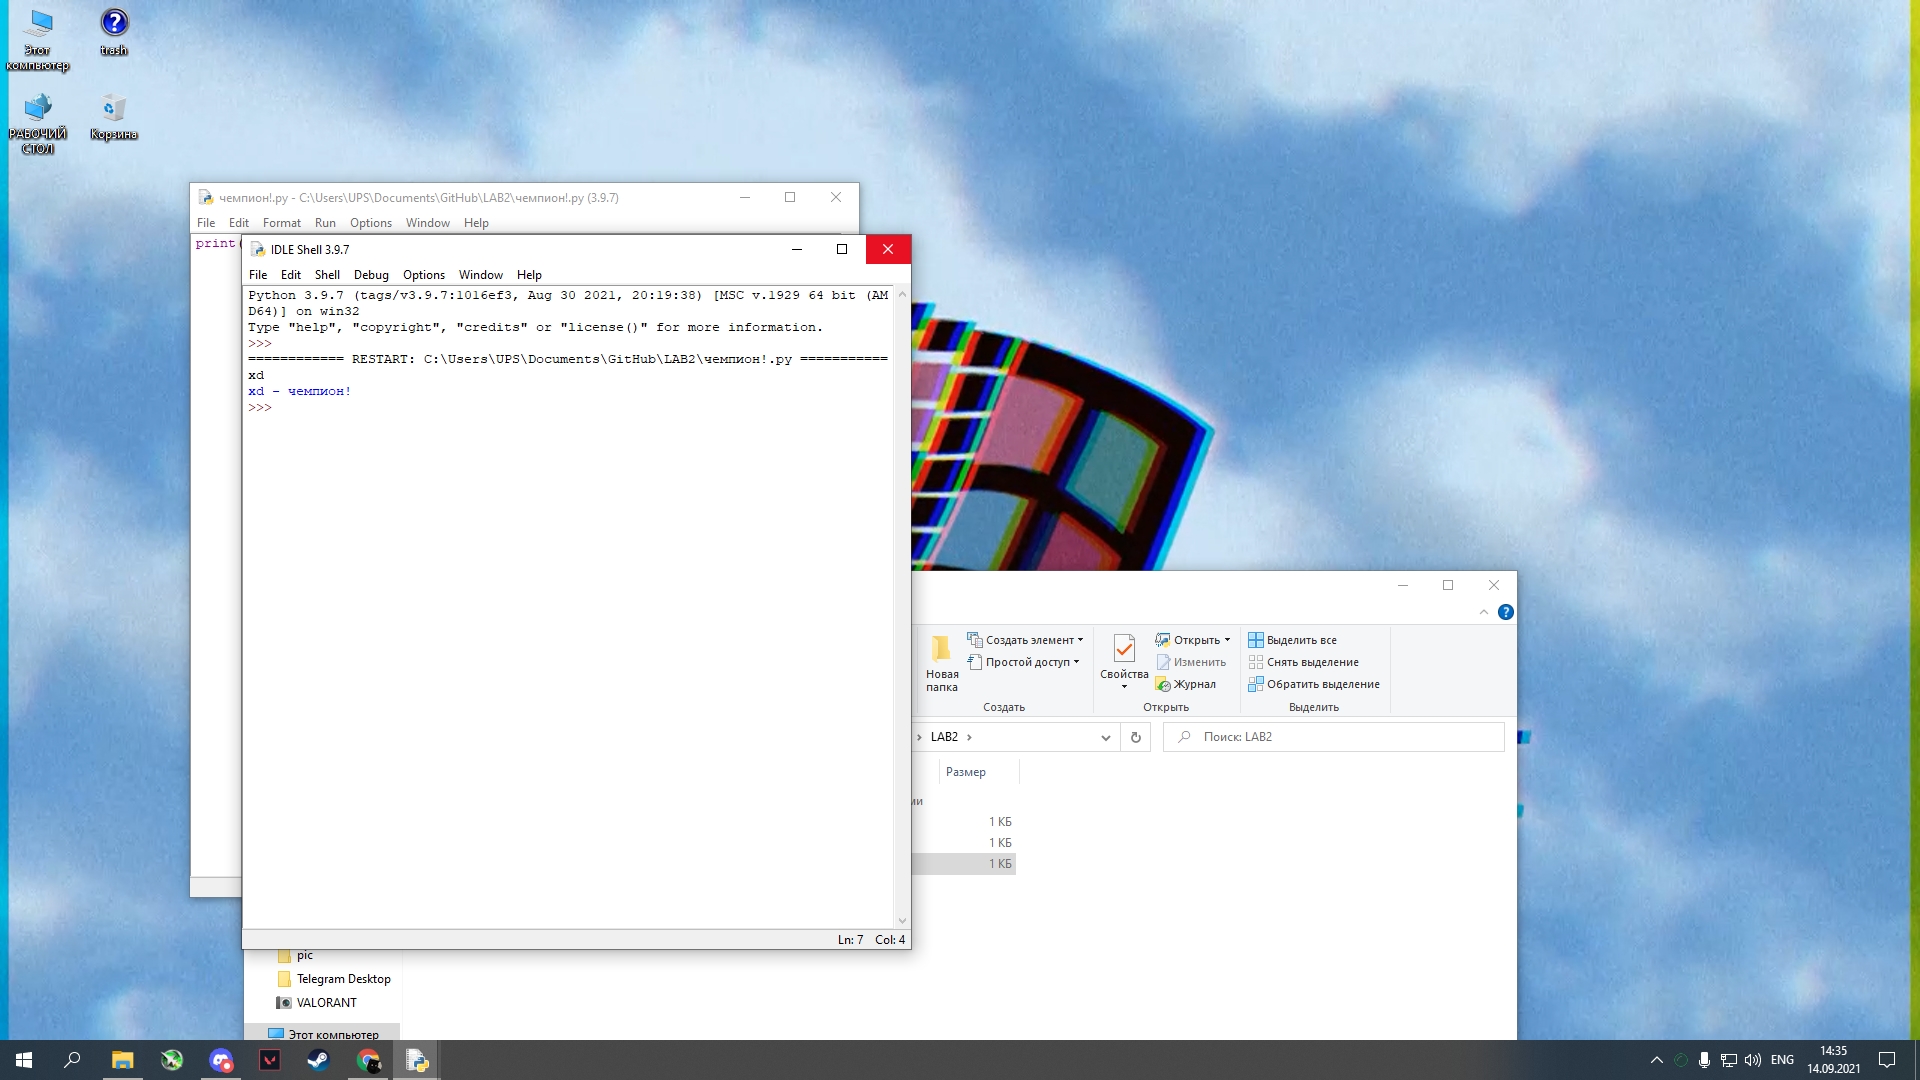 Этот
компьютер
trash
РАБОЧИЙ
СТОЛ
Корзина
чемпион!.py - C:\Users\UPS\Documents\GitHub\LAB2\чемпион!.py (3.9.7)
File Edit Format Run Options Window Help
print(
IDLE Shell 3.9.7
File Edit Shell Debug Options Window Help
Python 3.9.7 (tags/v3.9.7:1016ef3, Aug 30 2021, 20:19:38) [MSC v.1929 64 bit (AM
D64)] on win32
Type "help", "copyright", "credits" or "license()" for more information.
>>>
============ RESTART: C:\Users\UPS\Documents\GitHub\LAB2\чемпион!.py ===========
xd
xd - чемпион!
>>>
Ln: 7 Col: 4
Новая
папка
Создать элемент
Простой доступ
Создать
Свойства
Открыть
Изменить
Журнал
Открыть
Выделить все
Снять выделение
Обратить выделение
Выделить
LAB2
Поиск: LAB2
Размер
ми
1 КБ
1 КБ
1 КБ
pic
Telegram Desktop
VALORANT
Этот компьютер
ENG
14:35
14.09.2021